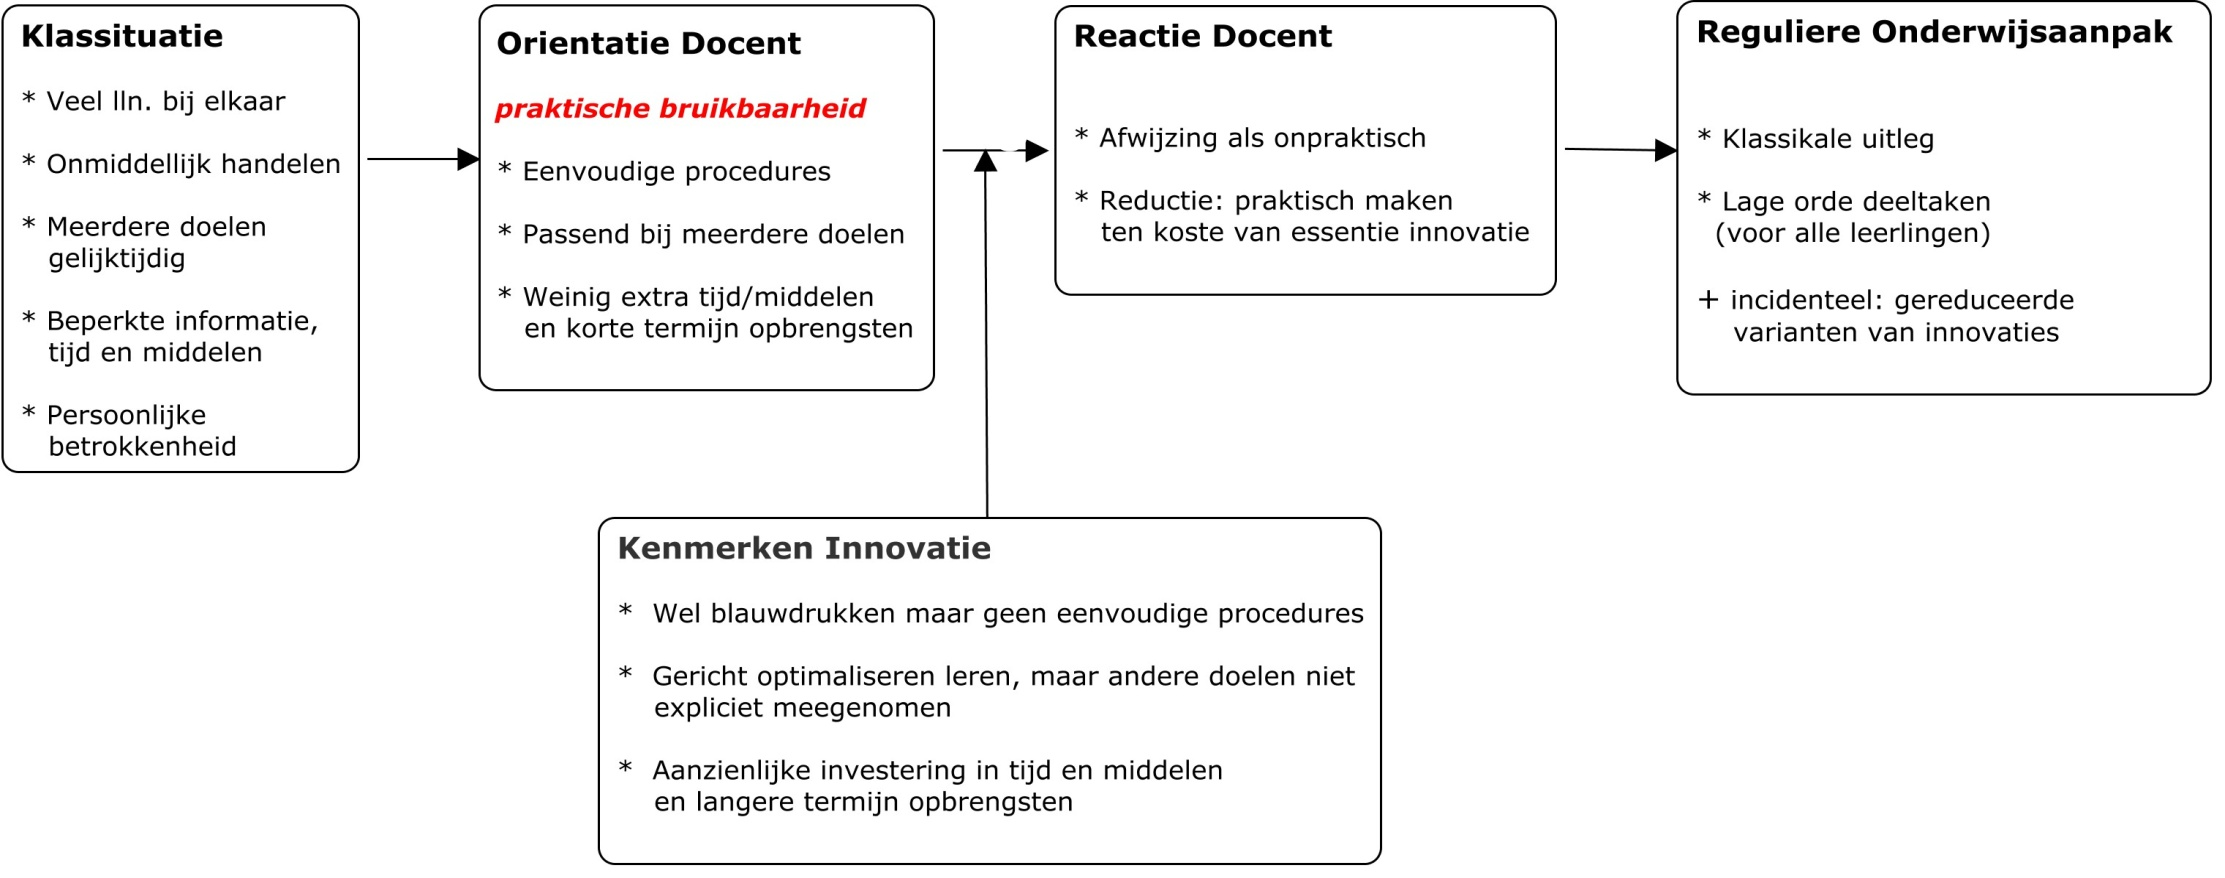 Klassituatie
* Veel lln. bij elkaar
* Onmiddellijk handelen
* Meerdere doelen
gelijktijdig
* Beperkte informatie,
tijd en middelen
* Persoonlijke
betrokkenheid
Orientatie Docent
praktische bruikbaarheid
* Eenvoudige procedures
* Passend bij meerdere doelen
* Weinig extra tijd/middelen
en korte termijn opbrengsten
Reactie Docent
* Afwijzing als onpraktisch
* Reductie: praktisch maken
ten koste van essentie innovatie
Reguliere Onderwijsaanpak
* Klassikale uitleg
* Lage orde deeltaken
(voor alle leerlingen)
+ incidenteel: gereduceerde
varianten van innovaties
Kenmerken Innovatie
* Wel blauwdrukken maar geen eenvoudige procedures
* Gericht optimaliseren leren, maar andere doelen niet
expliciet meegenomen
* Aanzienlijke investering in tijd en middelen
en langere termijn opbrengsten